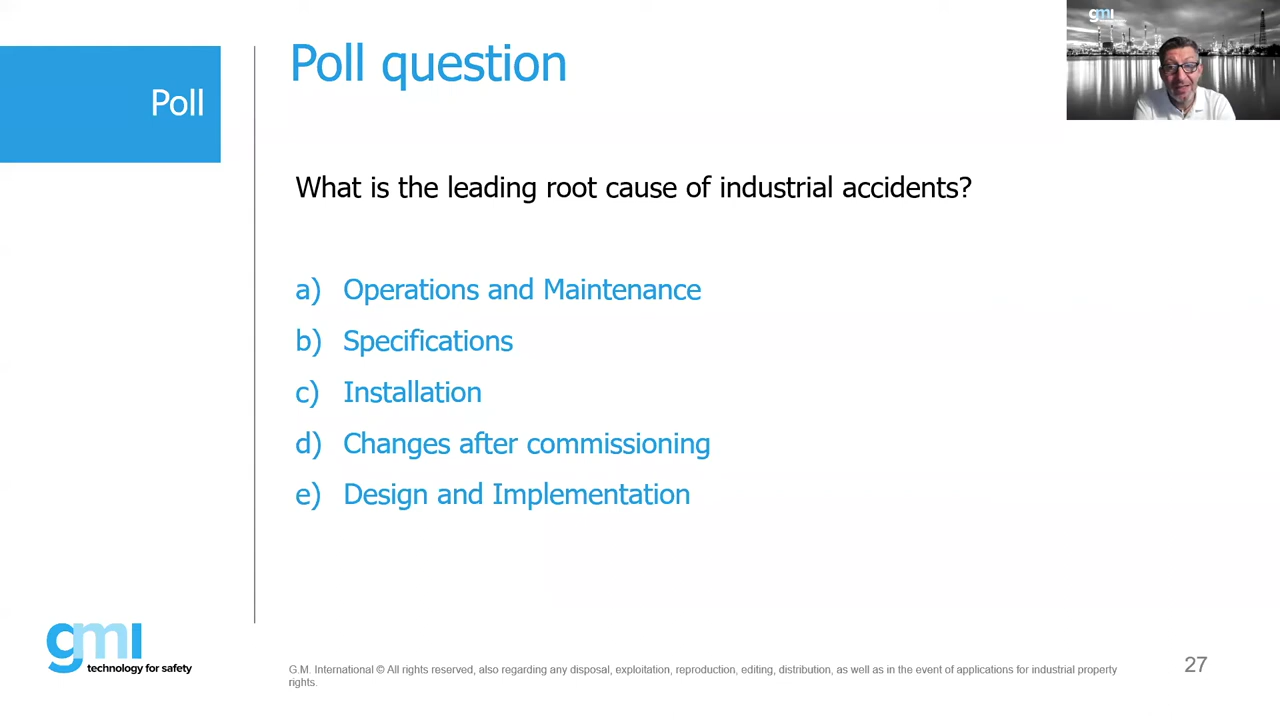 Poll
Poll question
gmi
What is the leading root cause of industrial accidents?
a) Operations and Maintenance
b) Specifications
c) Installation
d) Changes after commissioning
e) Design and Implementation
gmi
technology for safety
G.M. International © All rights reserved, also regarding any disposal, exploitation, reproduction, editing, distribution, as well as in the event of applications for industrial property
rights.
27